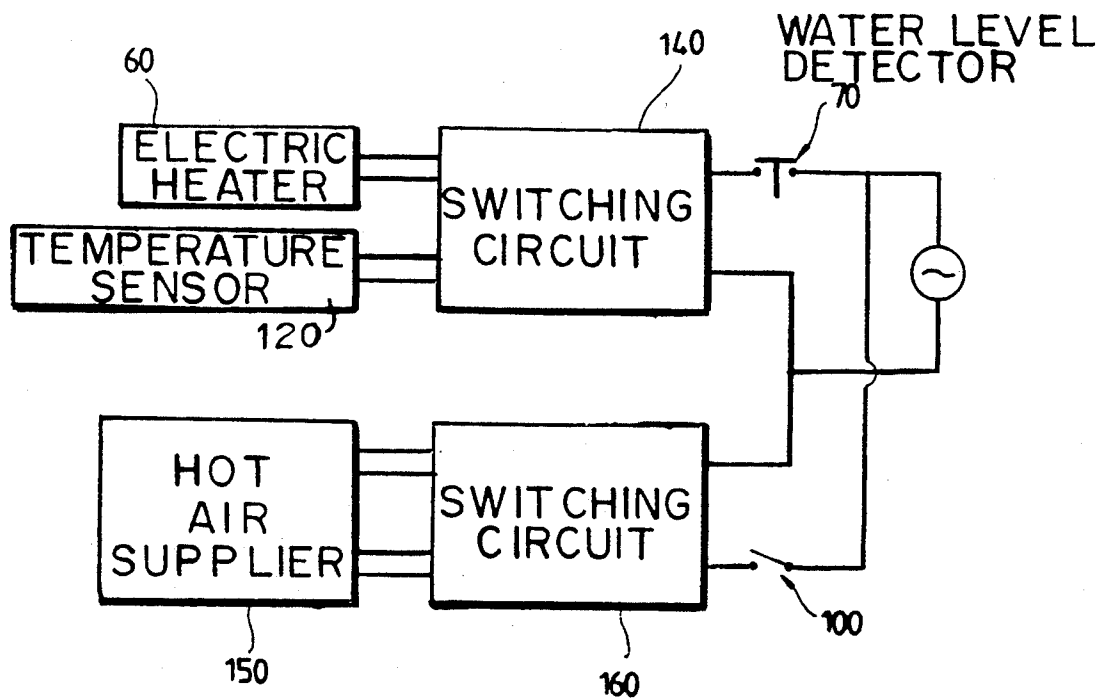 WATER LEVEL
DETECTOR
60
140
70
ELECTRIC
HEATER
SWITCHING
CIRCUIT
TEMPERATURE
SENSOR
120
~
HOT
AIR
SUPPLIER
SWITCHING
CIRCUIT
100
150
160